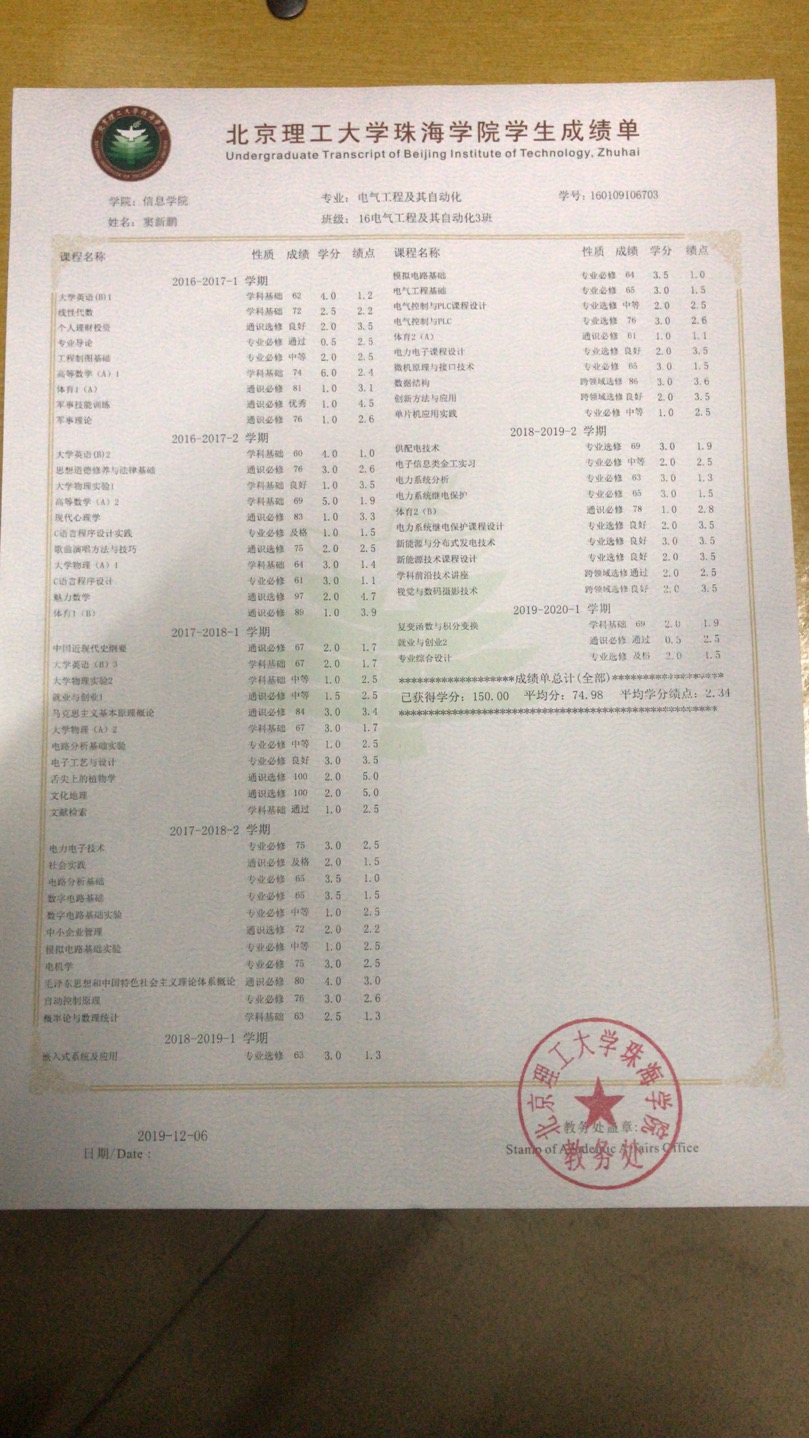 北京理工大学珠海学院学生成绩单
Undergraduate Transcript of Beijing Institute of Technology, Zhuhai
学院：信息学院 专业：电气工程及其自动化 学号：160109106703
姓名：窦新鹏 班级：16电气工程及其自动化3班
课程名称 性质 成绩 学分 绩点
2016-2017-1 学期
大学英语(B)1 学科基础 62 4.0 1.2
线性代数 学科基础 72 2.5 2.2
个人理财投资 通识选修 良好 2.0 3.5
专业导论 专业必修 通过 0.5 2.5
工程制图基础 专业必修 中等 2.0 2.5
高等数学（A）1 学科基础 74 6.0 2.4
体育1（A） 通识必修 81 1.0 3.1
军事技能训练 通识必修 优秀 1.0 4.5
军事理论 通识必修 76 1.0 2.6
2016-2017-2 学期
大学英语(B)2 学科基础 60 4.0 1.0
思想道德修养与法律基础 通识必修 76 3.0 2.6
大学物理实验1 学科基础 良好 1.0 3.5
高等数学（A）2 学科基础 69 5.0 1.9
现代心理学 通识必修 83 1.0 3.3
C语言程序设计实践 专业必修 及格 1.0 1.5
歌曲演唱方法与技巧 通识选修 75 2.0 2.5
大学物理（A）1 学科基础 64 3.0 1.4
C语言程序设计 专业必修 61 3.0 1.1
魅力数学 通识选修 97 2.0 4.7
体育1（B） 通识必修 89 1.0 3.9
2017-2018-1 学期
中国近现代史纲要 通识必修 67 2.0 1.7
大学英语（B）3 学科基础 67 2.0 1.7
大学物理实验2 学科基础 中等 1.0 2.5
就业与创业1 通识必修 中等 1.5 2.5
马克思主义基本原理概论 通识必修 84 3.0 3.4
大学物理（A）2 学科基础 67 3.0 1.7
电路分析基础实验 专业必修 中等 1.0 2.5
电子工艺与设计 专业必修 良好 3.0 3.5
舌尖上的植物学 通识选修 100 2.0 5.0
文化地理 通识选修 100 2.0 5.0
文献检索 学科基础 通过 1.0 2.5
2017-2018-2 学期
电力电子技术 专业必修 75 3.0 2.5
社会实践 通识必修 及格 2.0 1.5
电路分析基础 专业必修 65 3.5 1.0
数字电路基础 专业必修 65 3.5 1.5
数字电路基础实验 专业必修 中等 1.0 2.5
中小企业管理 通识选修 72 2.0 2.2
模拟电路基础实验 专业必修 中等 1.0 2.5
电机学 专业必修 75 3.0 2.5
毛泽东思想和中国特色社会主义理论体系概论 通识必修 80 4.0 3.0
自动控制原理 专业必修 76 3.0 2.6
概率论与数理统计 学科基础 63 2.5 1.3
2018-2019-1 学期
嵌入式系统及应用 专业选修 63 3.0 1.3
课程名称 性质 成绩 学分 绩点
模拟电路基础 专业必修 64 3.5 1.0
电气工程基础 专业必修 65 3.0 1.5
电气控制与PLC课程设计 专业选修 中等 2.0 2.5
电气控制与PLC 专业选修 76 3.0 2.6
体育2（A） 通识必修 61 1.0 1.1
电力电子课程设计 专业选修 良好 2.0 3.5
微机原理与接口技术 专业必修 65 3.0 1.5
数据结构 跨领域选修 86 3.0 3.6
创新方法与应用 跨领域选修 良好 2.0 3.5
单片机应用实践 专业必修 中等 1.0 2.5
2018-2019-2 学期
供配电技术 专业选修 69 3.0 1.9
电子信息类金工实习 专业必修 中等 2.0 2.5
电力系统分析 专业必修 63 3.0 1.3
电力系统继电保护 专业必修 65 3.0 1.5
体育2（B） 通识必修 78 1.0 2.8
电力系统继电保护课程设计 专业必修 良好 2.0 3.5
新能源与分布式发电技术 专业选修 良好 3.0 3.5
新能源技术课程设计 专业选修 良好 2.0 3.5
学科前沿技术讲座 跨领域选修 通过 2.0 2.5
视觉与数码摄影技术 跨领域选修 良好 2.0 3.5
2019-2020-1 学期
复变函数与积分变换 学科基础 69 2.0 1.9
就业与创业2 通识必修 通过 0.5 2.5
专业综合设计 专业必修 及格 2.0 1.5
********************成绩单总计(全部)********************
已获得学分：150.00 平均分：74.98 平均学分绩点：2.34
********************************************************
2019-12-06
日期/Date：
教务处盖章:
Stamp of Academic Affairs Office
北京理工大学珠海学院
教务处